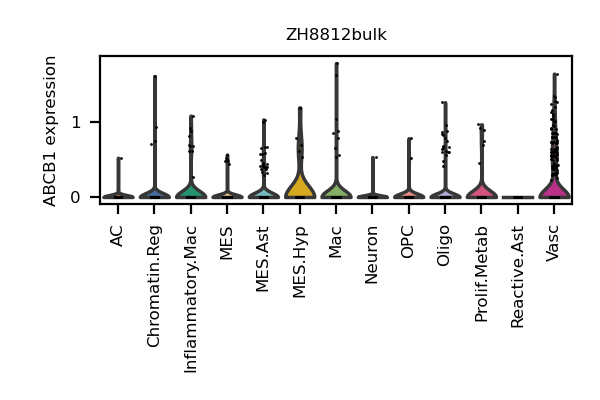 ZH8812bulk
ABCB1 expression
1
0
AC
Chromatin.Reg
Inflammatory.Mac
MES
MES.Ast
MES.Hyp
Mac
Neuron
OPC
Oligo
Prolif.Metab
Reactive.Ast
Vasc